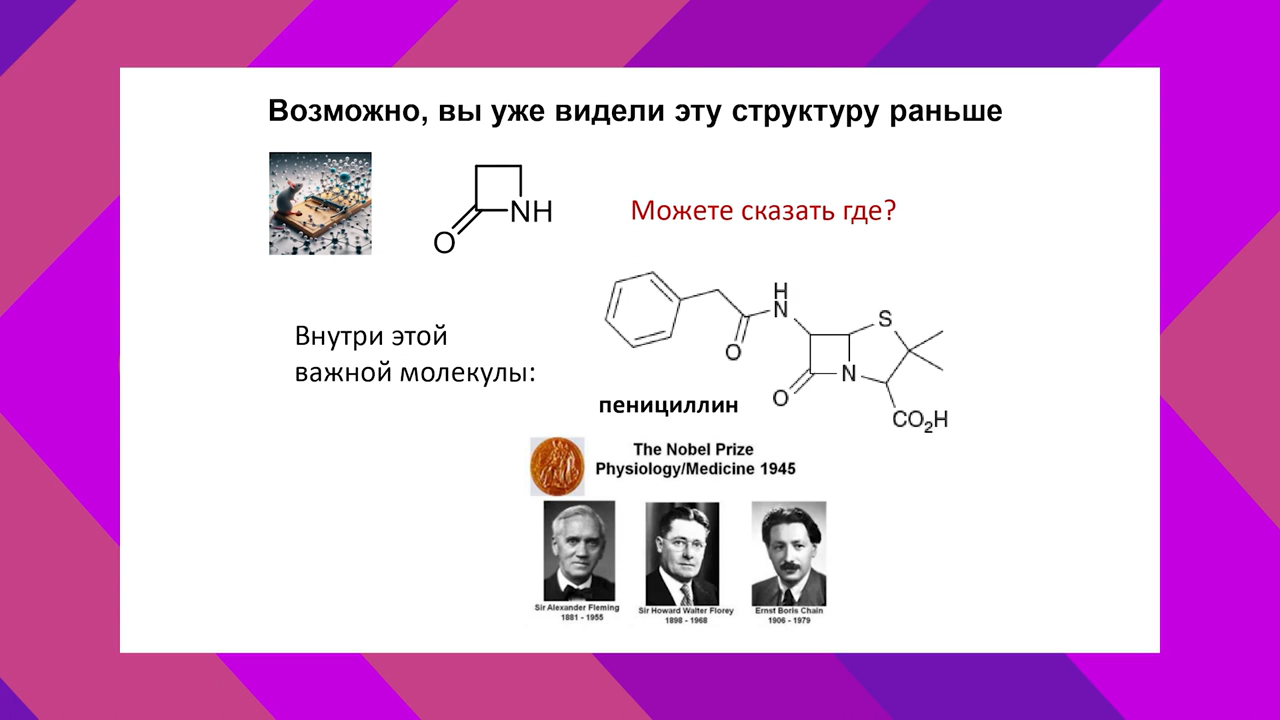 Возможно, вы уже видели эту структуру раньше
NH
O
Можете сказать где?
Внутри этой
важной молекулы:
H
N
O
S
N
O
CO2H
пенициллин
The Nobel Prize
Physiology/Medicine 1945
Sir Alexander Fleming
1881 - 1955
Sir Howard Walter Florey
1898 - 1968
Ernst Boris Chain
1906 - 1979